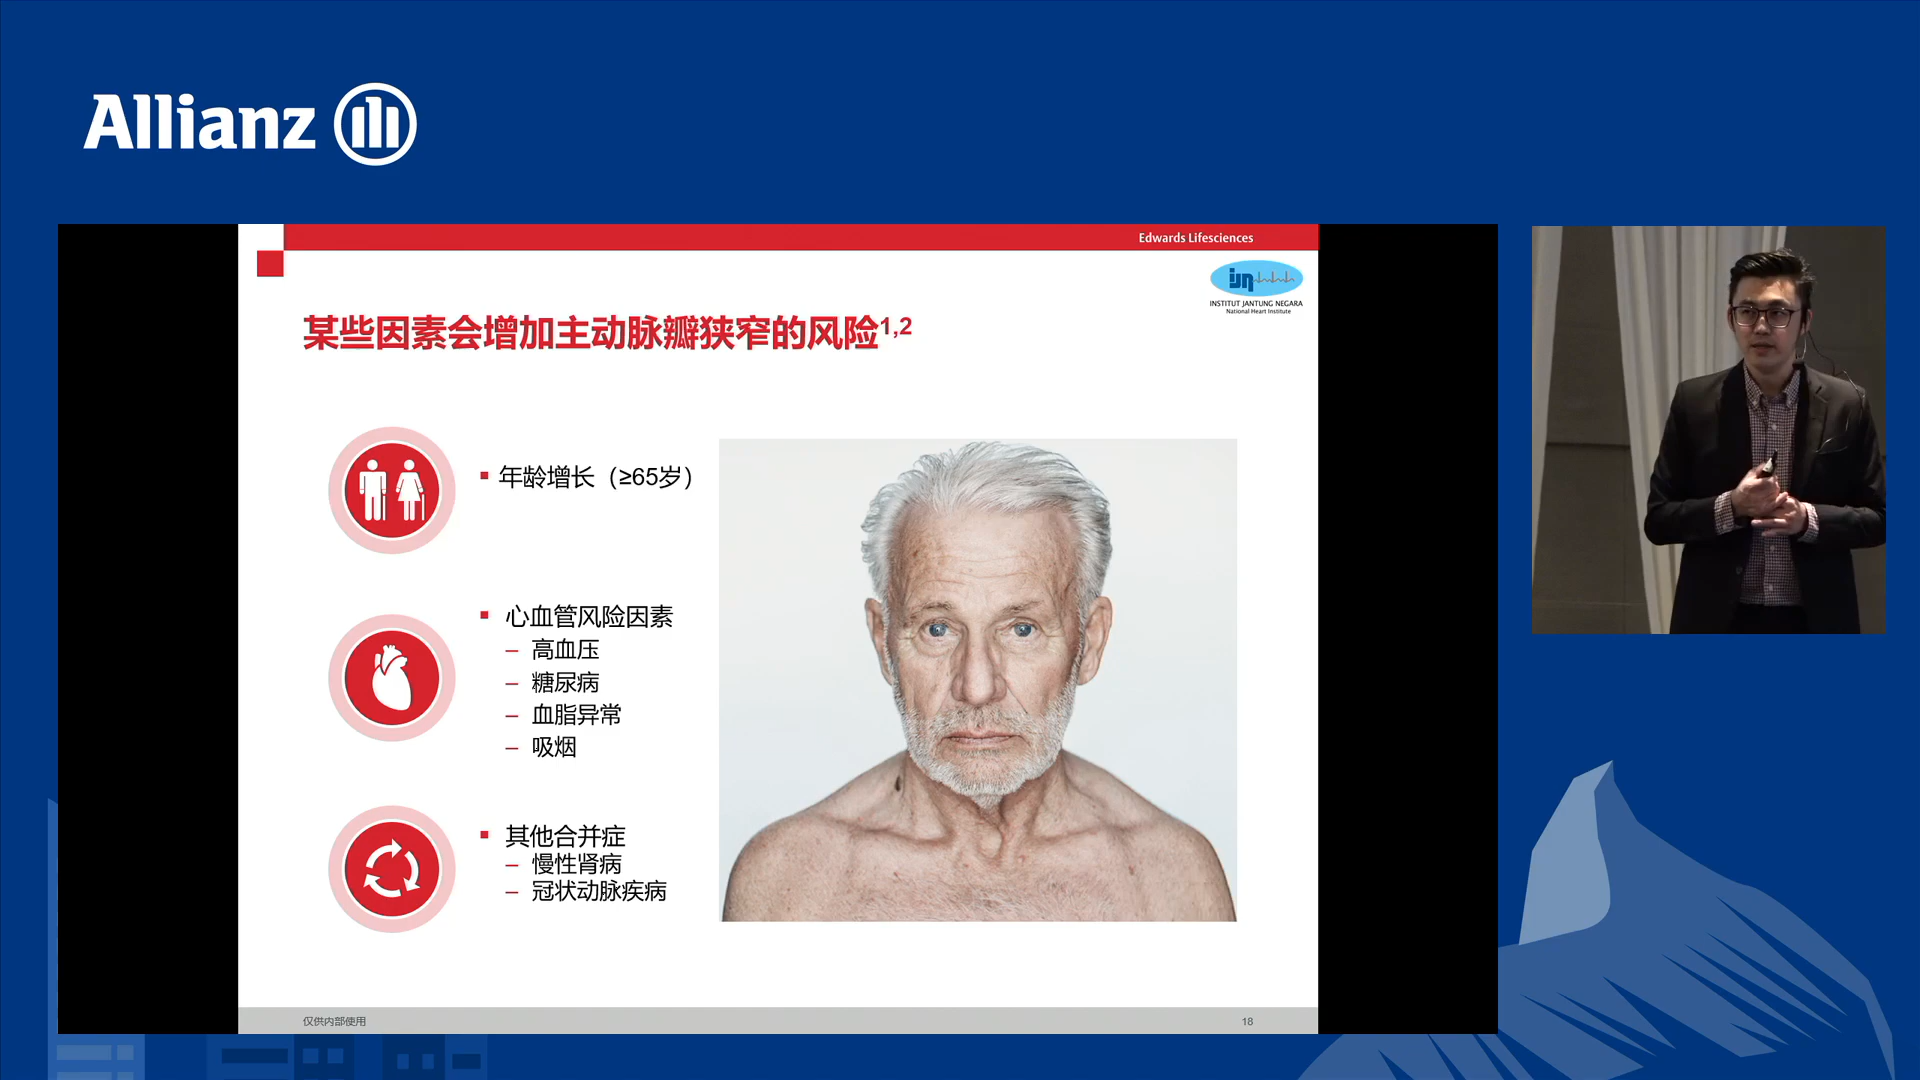 Allianz
Edwards Lifesciences
ijn
INSTITUT JANTUNG NEGARA
National Heart Institute
某些因素会增加主动脉瓣狭窄的风险1,2
▪ 年龄增长（≥65岁）
▪ 心血管风险因素
– 高血压
– 糖尿病
– 血脂异常
– 吸烟
▪ 其他合并症
– 慢性肾病
– 冠状动脉疾病
仅供内部使用
18